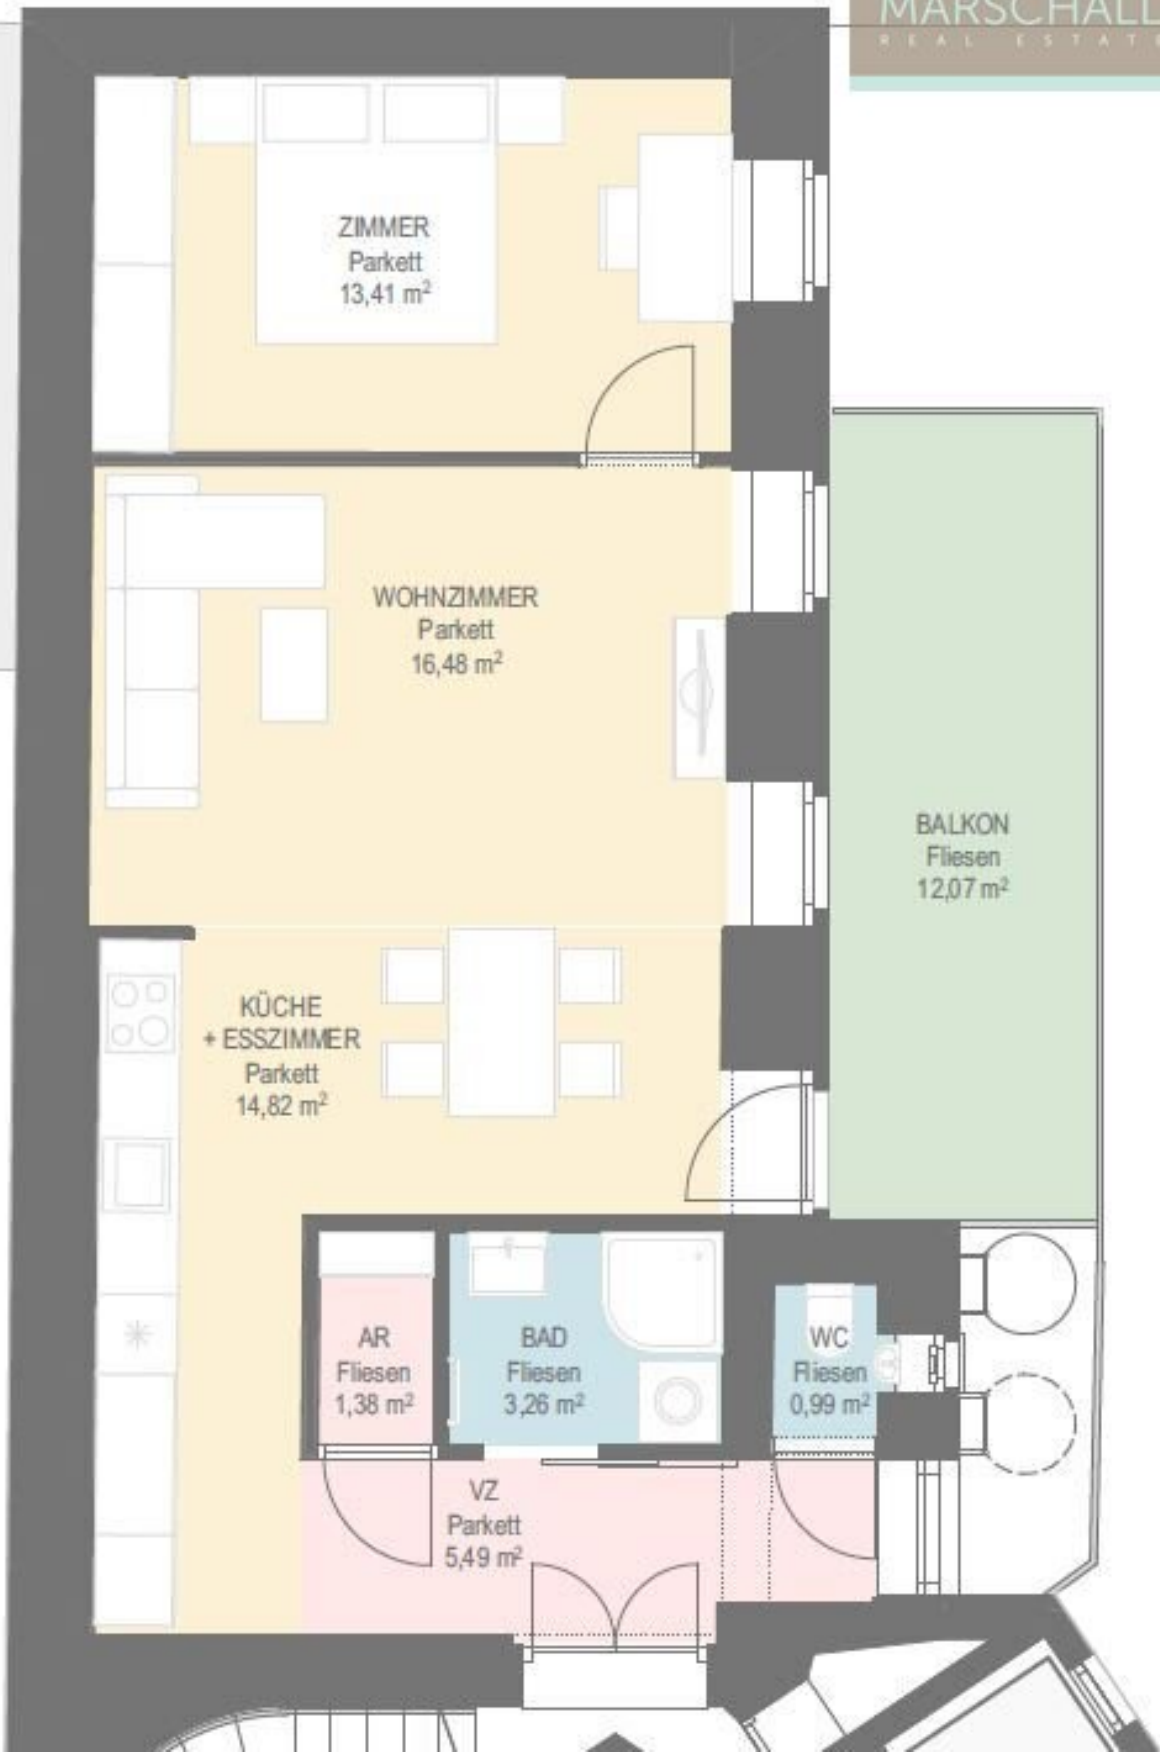 MARSCHALL
REAL ESTATE
ZIMMER
Parkett
13,41 m²
WOHNZIMMER
Parkett
16,48 m²
BALKON
Fliesen
12,07 m²
KÜCHE
+ ESSZIMMER
Parkett
14,82 m²
AR
Fliesen
1,38 m²
BAD
Fliesen
3,26 m²
WC
Fliesen
0,99 m²
VZ
Parkett
5,49 m²